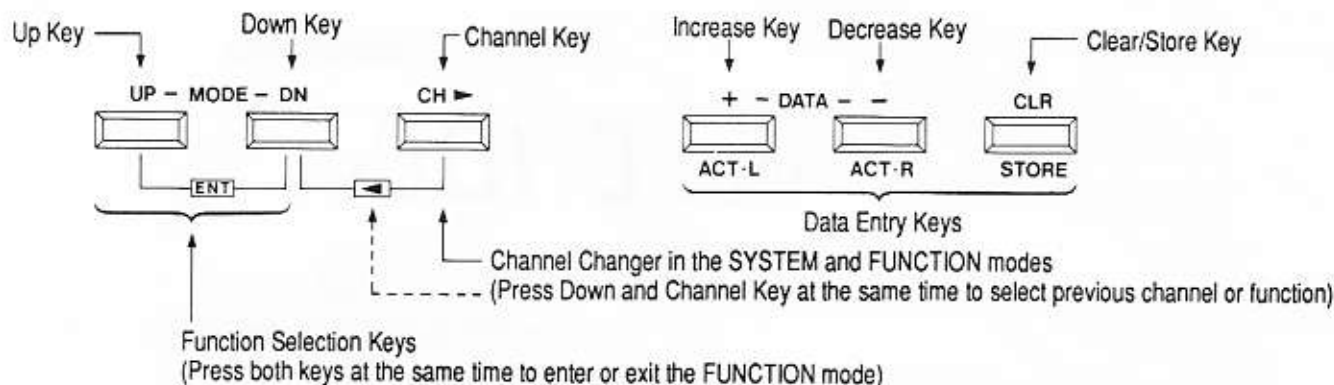 Up Key
Down Key
Channel Key
Increase Key
Decrease Key
Clear/Store Key
UP - MODE - DN
CH ►
+ - DATA - -
CLR
ACT·L
ACT·R
STORE
ENT
◄
Data Entry Keys
Channel Changer in the SYSTEM and FUNCTION modes
(Press Down and Channel Key at the same time to select previous channel or function)
Function Selection Keys
(Press both keys at the same time to enter or exit the FUNCTION mode)